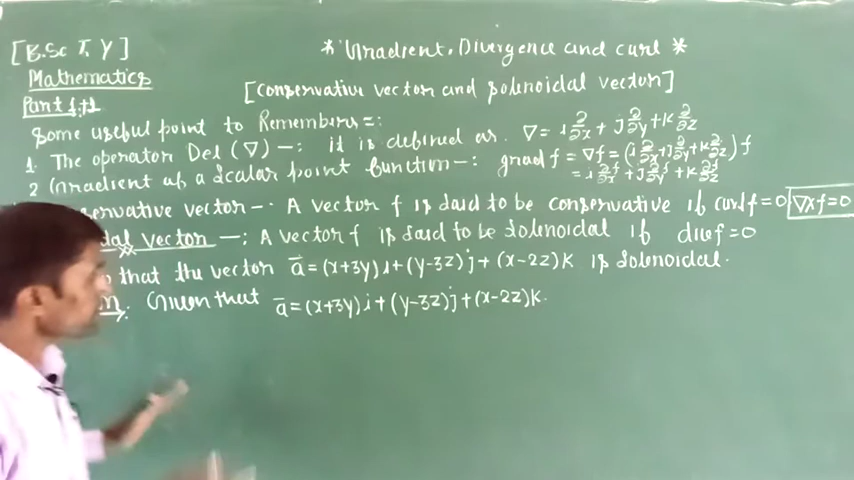 [B.Sc I, Y]
* Gradient, Divergence and curl *
Mathematics
[conservative vector and solenoidal vector]
Part
Some useful point to Remembers =:
1. The operator Del (∇) —: it is defined as. ∇ = i ∂/∂x + j ∂/∂y + k ∂/∂z
2 Gradient of a scalar point function —: grad f = ∇f = (i ∂/∂x + j ∂/∂y + k ∂/∂z) f
= i ∂f/∂x + j ∂f/∂y + k ∂f/∂z
servative vector —. A vector f is said to be conservative if curl f = 0 ∇×f=0
dal vector —: A vector f is said to be solenoidal if div f = 0
that the vector a̅ = (x+3y)i + (y-3z)j + (x-2z)k is solenoidal.
n. Given that a̅ = (x+3y)i + (y-3z)j + (x-2z)k.